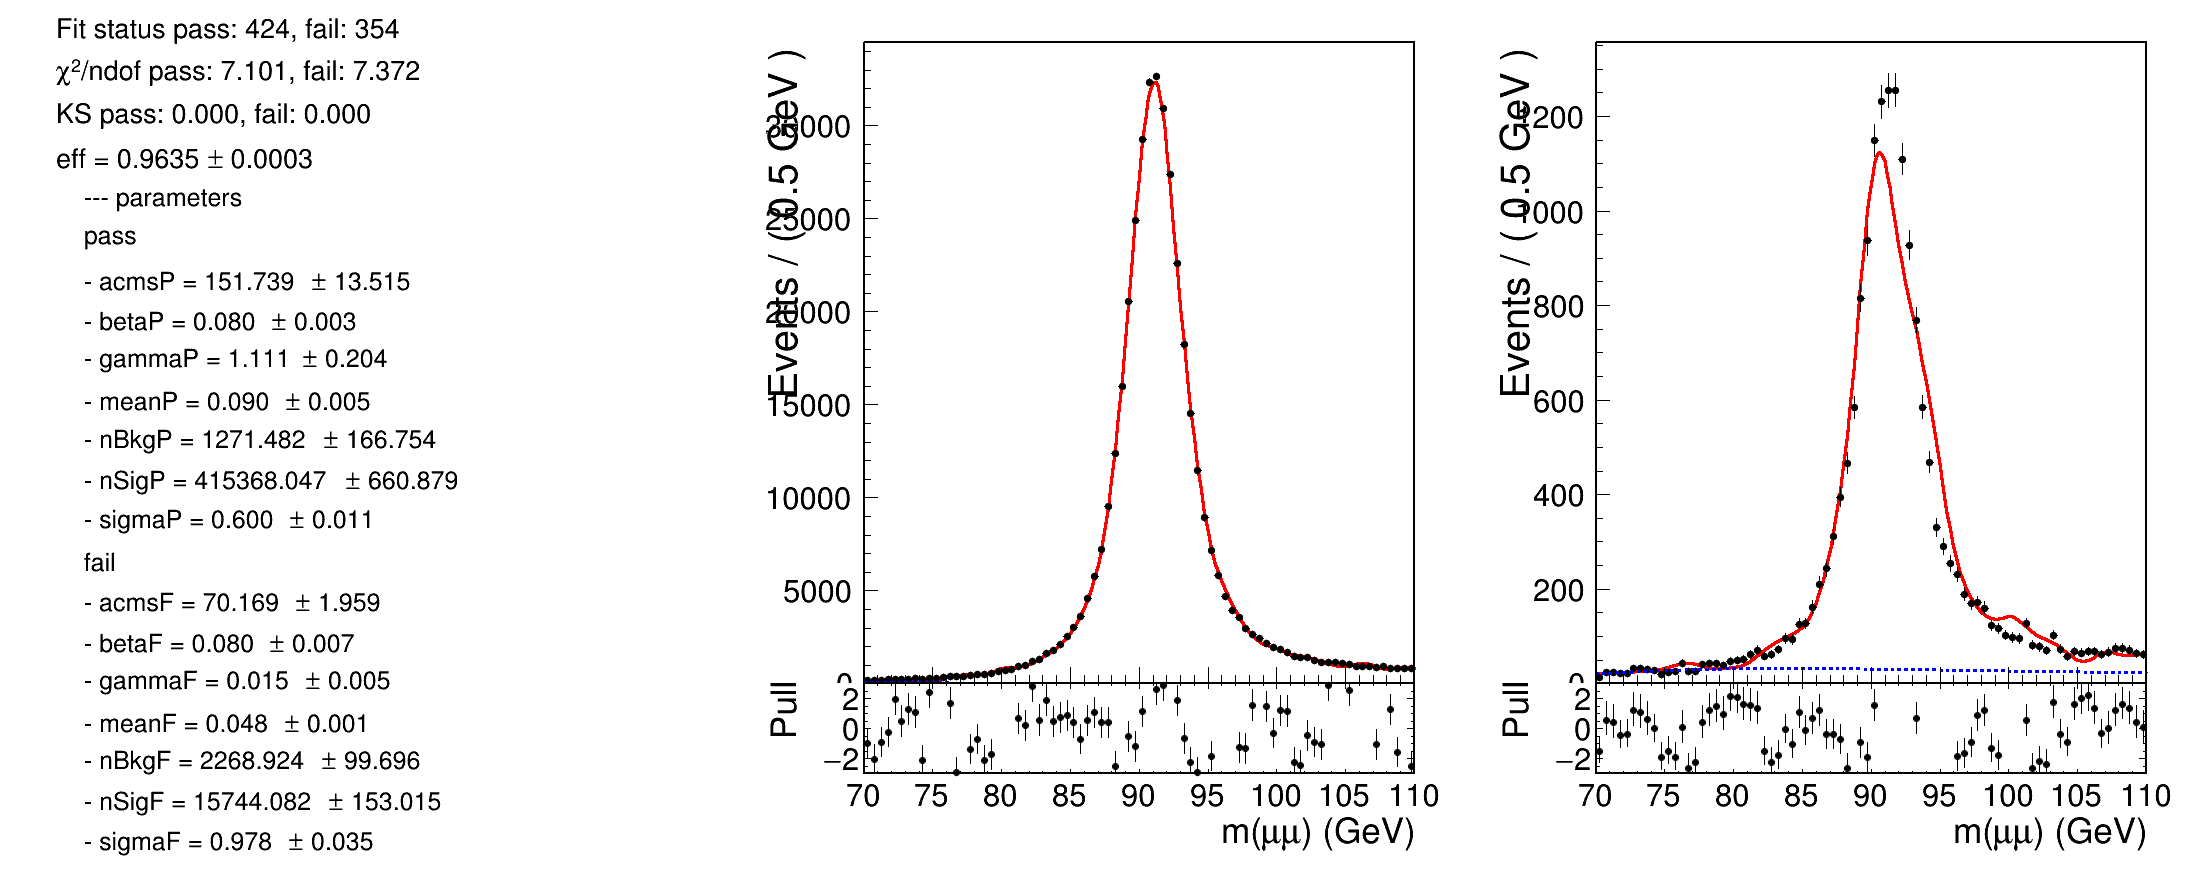 Fit status pass: 424, fail: 354
χ²/ndof pass: 7.101, fail: 7.372
KS pass: 0.000, fail: 0.000
eff = 0.9635 ± 0.0003
--- parameters
pass
- acmsP = 151.739 ± 13.515
- betaP = 0.080 ± 0.003
- gammaP = 1.111 ± 0.204
- meanP = 0.090 ± 0.005
- nBkgP = 1271.482 ± 166.754
- nSigP = 415368.047 ± 660.879
- sigmaP = 0.600 ± 0.011
fail
- acmsF = 70.169 ± 1.959
- betaF = 0.080 ± 0.007
- gammaF = 0.015 ± 0.005
- meanF = 0.048 ± 0.001
- nBkgF = 2268.924 ± 99.696
- nSigF = 15744.082 ± 153.015
- sigmaF = 0.978 ± 0.035
Events / ( 0.5 GeV )
30000
25000
20000
15000
10000
5000
0
Pull
2
0
−2
70 75 80 85 90 95 100 105 110
m(μμ) (GeV)
Events / ( 0.5 GeV )
1200
1000
800
600
400
200
0
Pull
2
0
−2
70 75 80 85 90 95 100 105 110
m(μμ) (GeV)